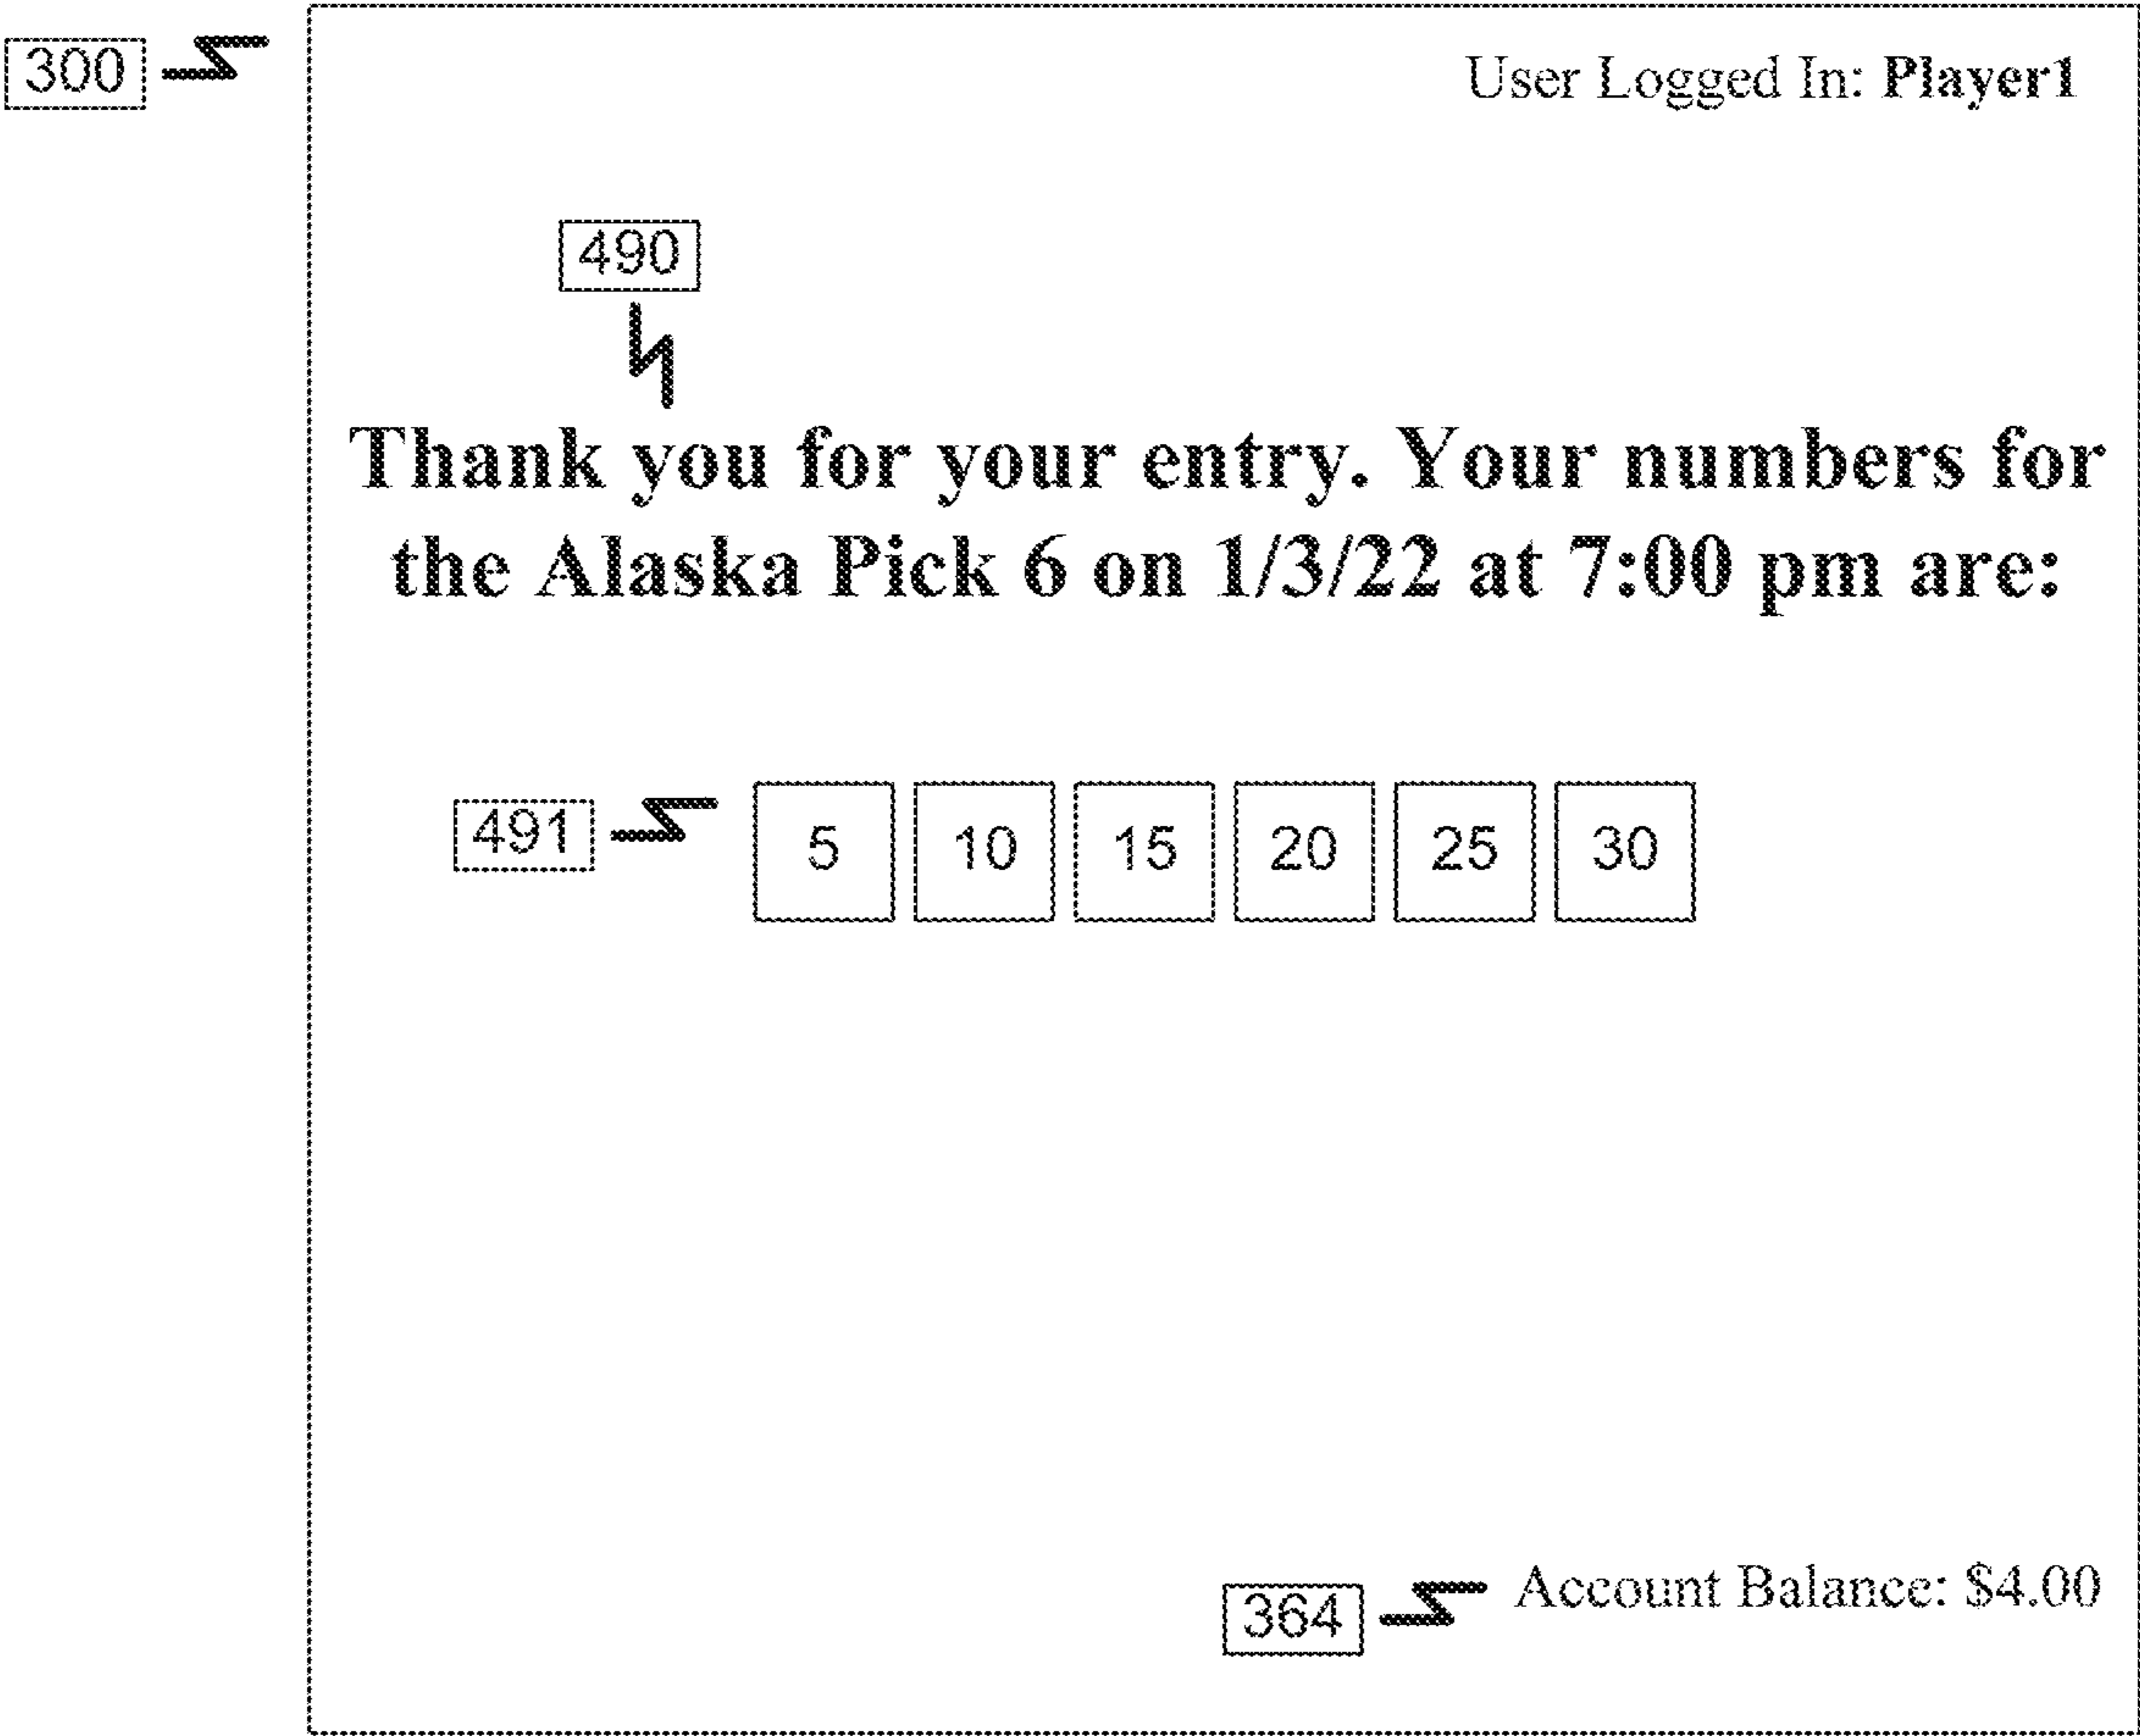 300
User Logged In: Player1
490
Thank you for your entry. Your numbers for
the Alaska Pick 6 on 1/3/22 at 7:00 pm are:
491
5 10 15 20 25 30
364
Account Balance: $4.00